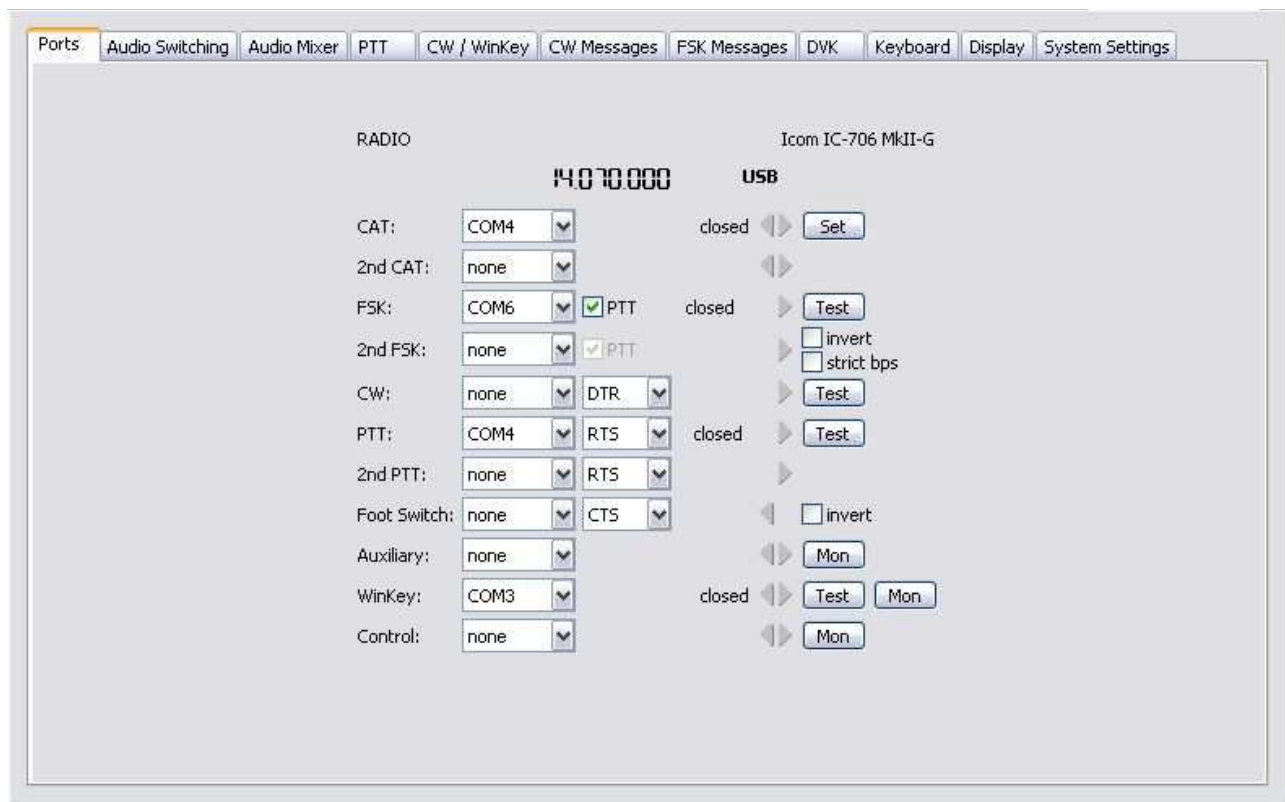 Ports Audio Switching Audio Mixer PTT CW / WinKey CW Messages FSK Messages DVK Keyboard Display System Settings
RADIO Icom IC-706 MkII-G
14.070.000 USB
CAT: COM4 closed Set
2nd CAT: none
FSK: COM6 PTT closed Test
2nd FSK: none PTT invert
strict bps
CW: none DTR Test
PTT: COM4 RTS closed Test
2nd PTT: none RTS
Foot Switch: none CTS invert
Auxiliary: none Mon
WinKey: COM3 closed Test Mon
Control: none Mon